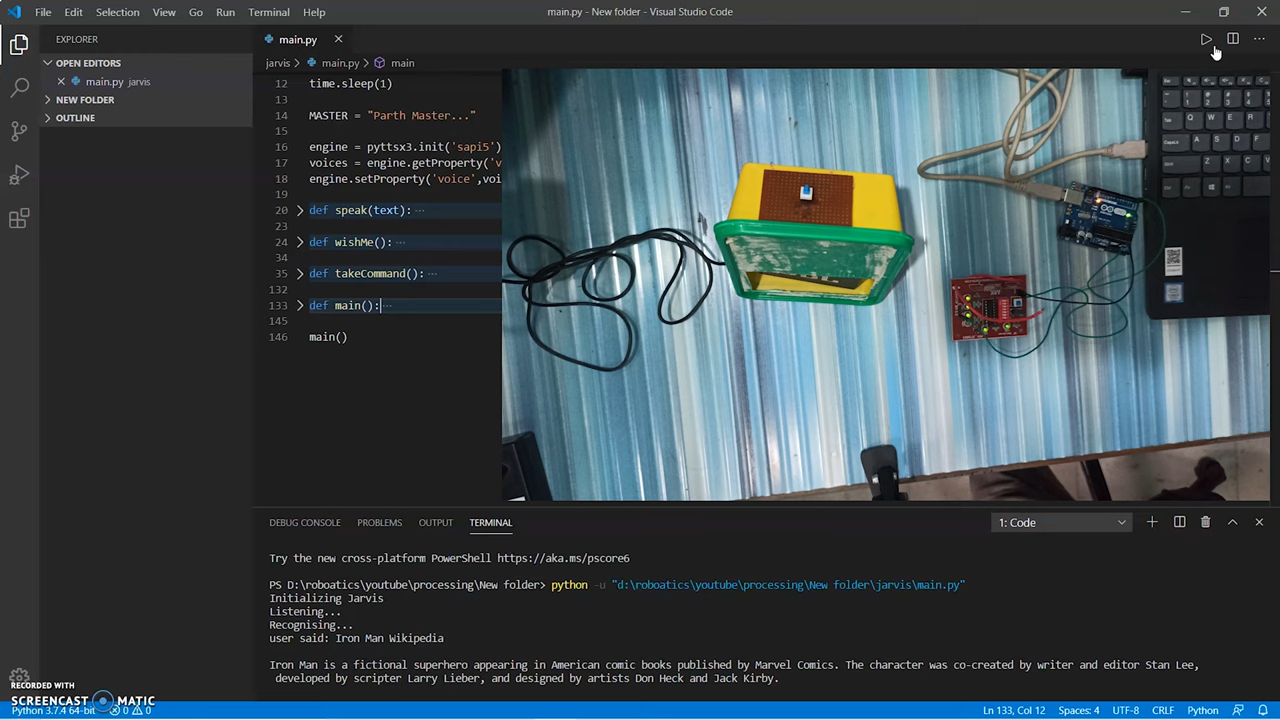 File Edit Selection View Go Run Terminal Help
main.py - New folder - Visual Studio Code
EXPLORER
OPEN EDITORS
main.py jarvis
NEW FOLDER
OUTLINE
main.py
jarvis > main.py > main
12 time.sleep(1)
13
14 MASTER = "Parth Master..."
15
16 engine = pyttsx3.init('sapi5')
17 voices = engine.getProperty('v
18 engine.setProperty('voice',voi
19
20 def speak(text): ...
23
24 def wishMe(): ...
34
35 def takeCommand(): ...
132
133 def main(): ...
145
146 main()
DEBUG CONSOLE PROBLEMS OUTPUT TERMINAL
1: Code
Try the new cross-platform PowerShell https://aka.ms/pscore6
PS D:\roboatics\youtube\processing\New folder> python -u "d:\roboatics\youtube\processing\New folder\jarvis\main.py"
Initializing Jarvis
Listening...
Recognising...
user said: Iron Man Wikipedia
Iron Man is a fictional superhero appearing in American comic books published by Marvel Comics. The character was co-created by writer and editor Stan Lee,
developed by scripter Larry Lieber, and designed by artists Don Heck and Jack Kirby.
RECORDED WITH
SCREENCAST MATIC
Python 3.7.4 64-bit 0 0
Ln 133, Col 12 Spaces: 4 UTF-8 CRLF Python